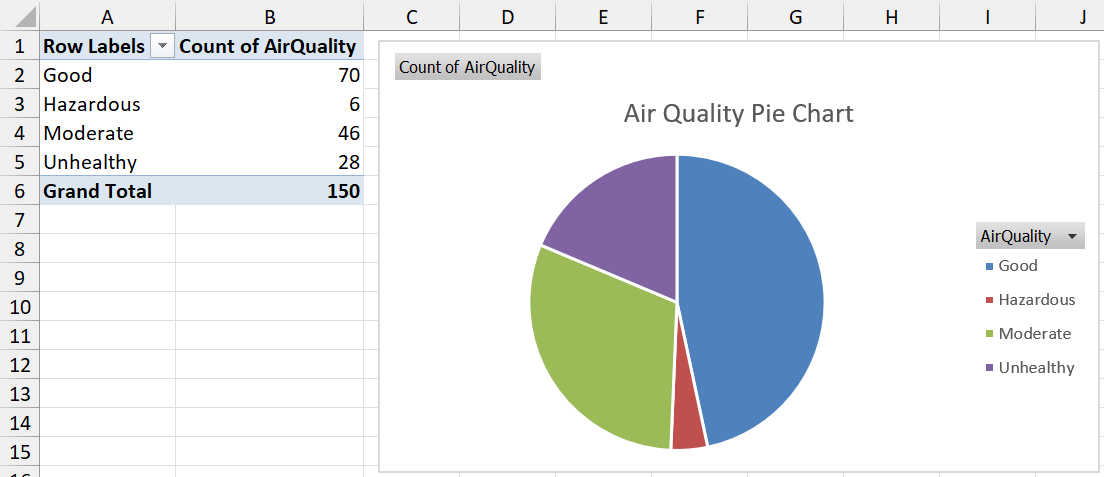 A B C D E F G H I J
1 Row Labels Count of AirQuality
2 Good 70
3 Hazardous 6
4 Moderate 46
5 Unhealthy 28
6 Grand Total 150
7
8
9
10
11
12
13
14
15
Count of AirQuality
Air Quality Pie Chart
AirQuality
Good
Hazardous
Moderate
Unhealthy